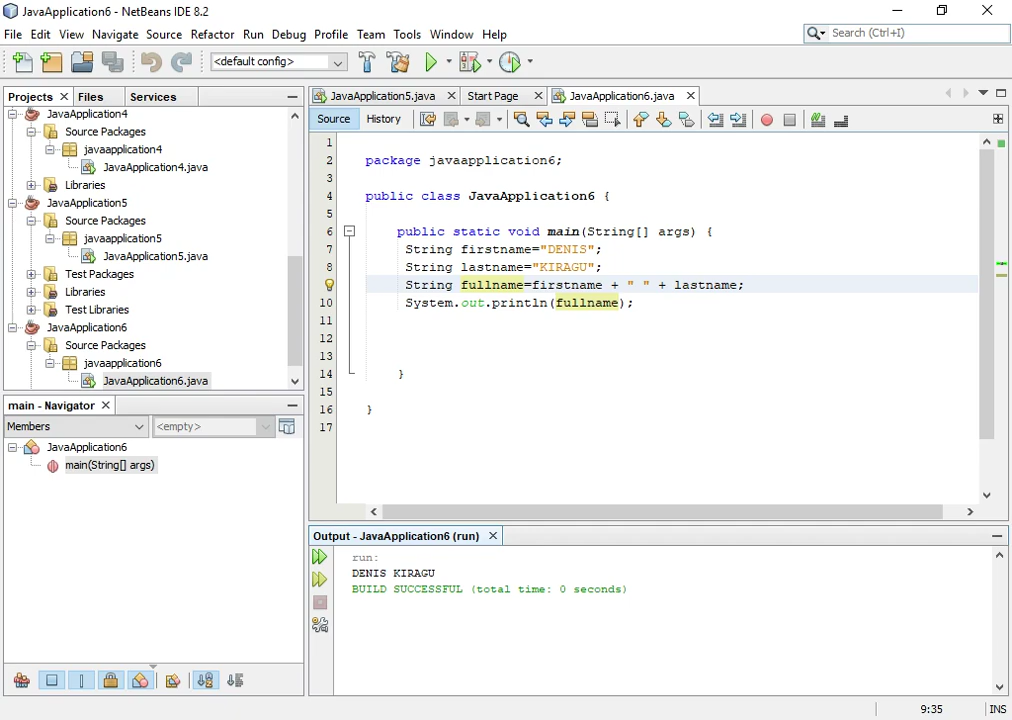 JavaApplication6 - NetBeans IDE 8.2
File Edit View Navigate Source Refactor Run Debug Profile Team Tools Window Help
Search (Ctrl+I)
<default config>
Projects Files Services
JavaApplication4
Source Packages
javaapplication4
JavaApplication4.java
Libraries
JavaApplication5
Source Packages
javaapplication5
JavaApplication5.java
Test Packages
Libraries
Test Libraries
JavaApplication6
Source Packages
javaapplication6
JavaApplication6.java
main - Navigator
Members <empty>
JavaApplication6
main(String[] args)
JavaApplication5.java Start Page JavaApplication6.java
Source History
1
2 package javaapplication6;
3
4 public class JavaApplication6 {
5
6 public static void main(String[] args) {
7 String firstname="DENIS";
8 String lastname="KIRAGU";
String fullname=firstname + " " + lastname;
10 System.out.println(fullname);
11
12
13
14 }
15
16 }
17
Output - JavaApplication6 (run)
run:
DENIS KIRAGU
BUILD SUCCESSFUL (total time: 0 seconds)
9:35 INS